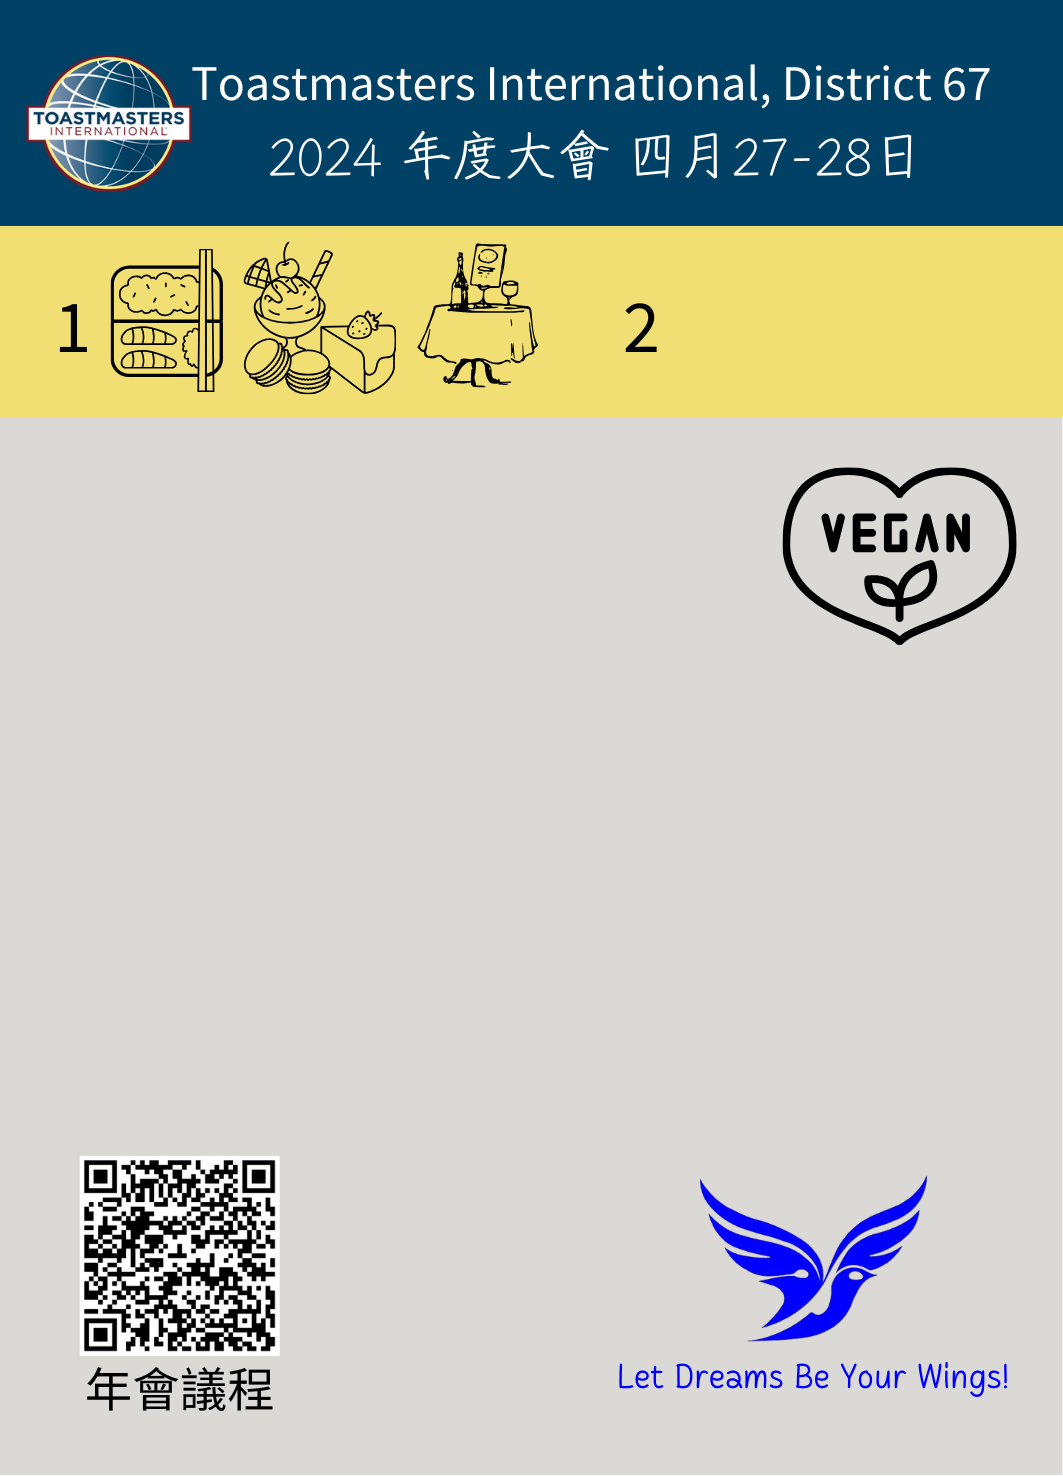 Toastmasters International, District 67
TOASTMASTERS
INTERNATIONAL
2024 年度大會 四月27-28日
1
2
VEGAN
年會議程
Let Dreams Be Your Wings!